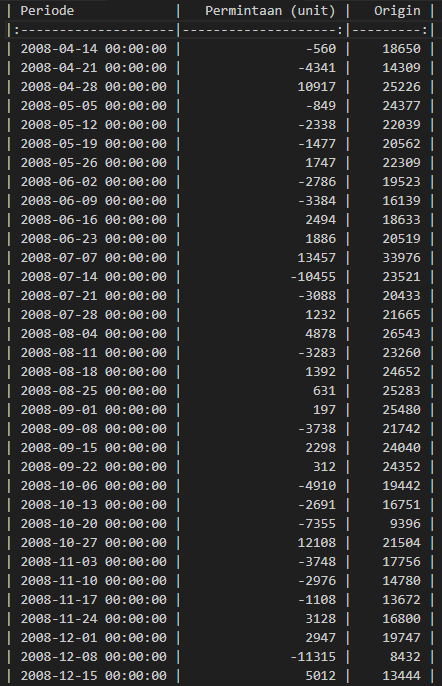 | Periode             |   Permintaan (unit) |   Origin |
|:--------------------|--------------------:|---------:|
| 2008-04-14 00:00:00 |                -560 |    18650 |
| 2008-04-21 00:00:00 |               -4341 |    14309 |
| 2008-04-28 00:00:00 |               10917 |    25226 |
| 2008-05-05 00:00:00 |                -849 |    24377 |
| 2008-05-12 00:00:00 |               -2338 |    22039 |
| 2008-05-19 00:00:00 |               -1477 |    20562 |
| 2008-05-26 00:00:00 |                1747 |    22309 |
| 2008-06-02 00:00:00 |               -2786 |    19523 |
| 2008-06-09 00:00:00 |               -3384 |    16139 |
| 2008-06-16 00:00:00 |                2494 |    18633 |
| 2008-06-23 00:00:00 |                1886 |    20519 |
| 2008-07-07 00:00:00 |               13457 |    33976 |
| 2008-07-14 00:00:00 |              -10455 |    23521 |
| 2008-07-21 00:00:00 |               -3088 |    20433 |
| 2008-07-28 00:00:00 |                1232 |    21665 |
| 2008-08-04 00:00:00 |                4878 |    26543 |
| 2008-08-11 00:00:00 |               -3283 |    23260 |
| 2008-08-18 00:00:00 |                1392 |    24652 |
| 2008-08-25 00:00:00 |                 631 |    25283 |
| 2008-09-01 00:00:00 |                 197 |    25480 |
| 2008-09-08 00:00:00 |               -3738 |    21742 |
| 2008-09-15 00:00:00 |                2298 |    24040 |
| 2008-09-22 00:00:00 |                 312 |    24352 |
| 2008-10-06 00:00:00 |               -4910 |    19442 |
| 2008-10-13 00:00:00 |               -2691 |    16751 |
| 2008-10-20 00:00:00 |               -7355 |     9396 |
| 2008-10-27 00:00:00 |               12108 |    21504 |
| 2008-11-03 00:00:00 |               -3748 |    17756 |
| 2008-11-10 00:00:00 |               -2976 |    14780 |
| 2008-11-17 00:00:00 |               -1108 |    13672 |
| 2008-11-24 00:00:00 |                3128 |    16800 |
| 2008-12-01 00:00:00 |                2947 |    19747 |
| 2008-12-08 00:00:00 |              -11315 |     8432 |
| 2008-12-15 00:00:00 |                5012 |    13444 |